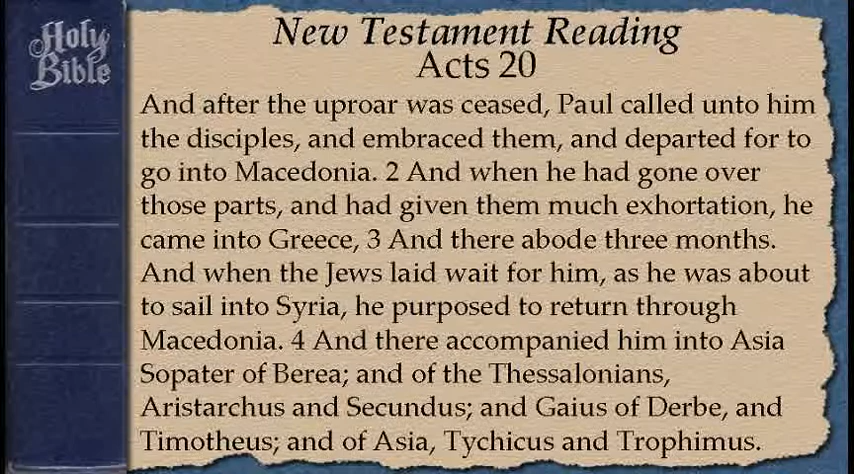 Holy
Bible
New Testament Reading
Acts 20
And after the uproar was ceased, Paul called unto him
the disciples, and embraced them, and departed for to
go into Macedonia. 2 And when he had gone over
those parts, and had given them much exhortation, he
came into Greece, 3 And there abode three months.
And when the Jews laid wait for him, as he was about
to sail into Syria, he purposed to return through
Macedonia. 4 And there accompanied him into Asia
Sopater of Berea; and of the Thessalonians,
Aristarchus and Secundus; and Gaius of Derbe, and
Timotheus; and of Asia, Tychicus and Trophimus.